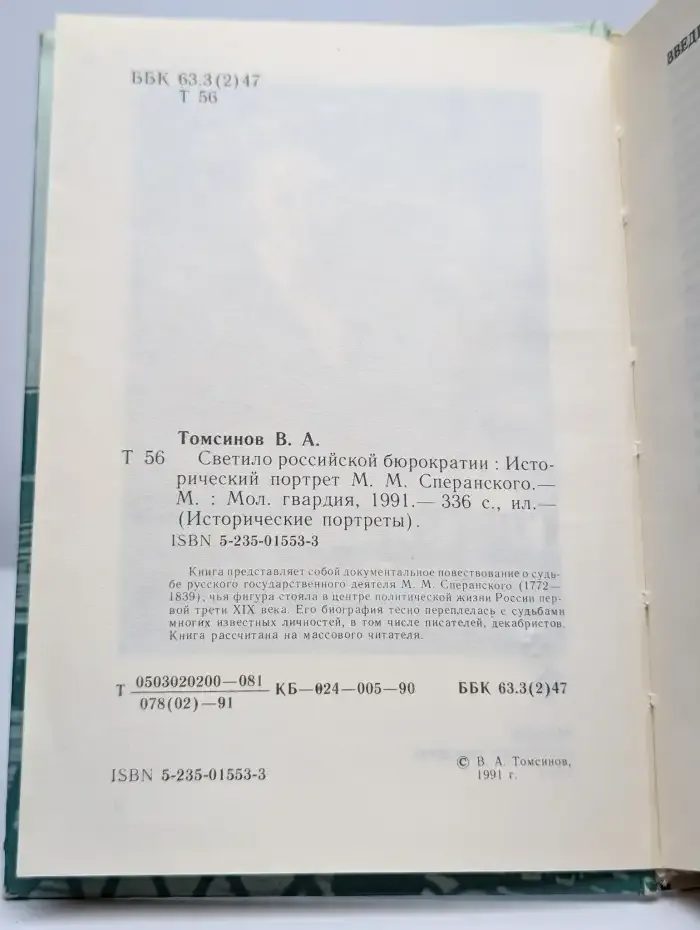 ББК 63.3(2)47
Т 56
Томсинов В. А.
Т 56 Светило российской бюрократии : Исто-
рический портрет М. М. Сперанского.—
М. : Мол. гвардия, 1991.— 336 с., ил.—
(Исторические портреты).
ISBN 5-235-01553-3
Книга представляет собой документальное повествование о судь-
бе русского государственного деятеля М. М. Сперанского (1772—
1839), чья фигура стояла в центре политической жизни России пер-
вой трети XIX века. Его биография тесно переплелась с судьбами
многих известных личностей, в том числе писателей, декабристов.
Книга рассчитана на массового читателя.
Т 0503020200—081 КБ—024—005—90 ББК 63.3(2)47
078(02)—91
ISBN 5-235-01553-3
© В. А. Томсинов,
1991 г.